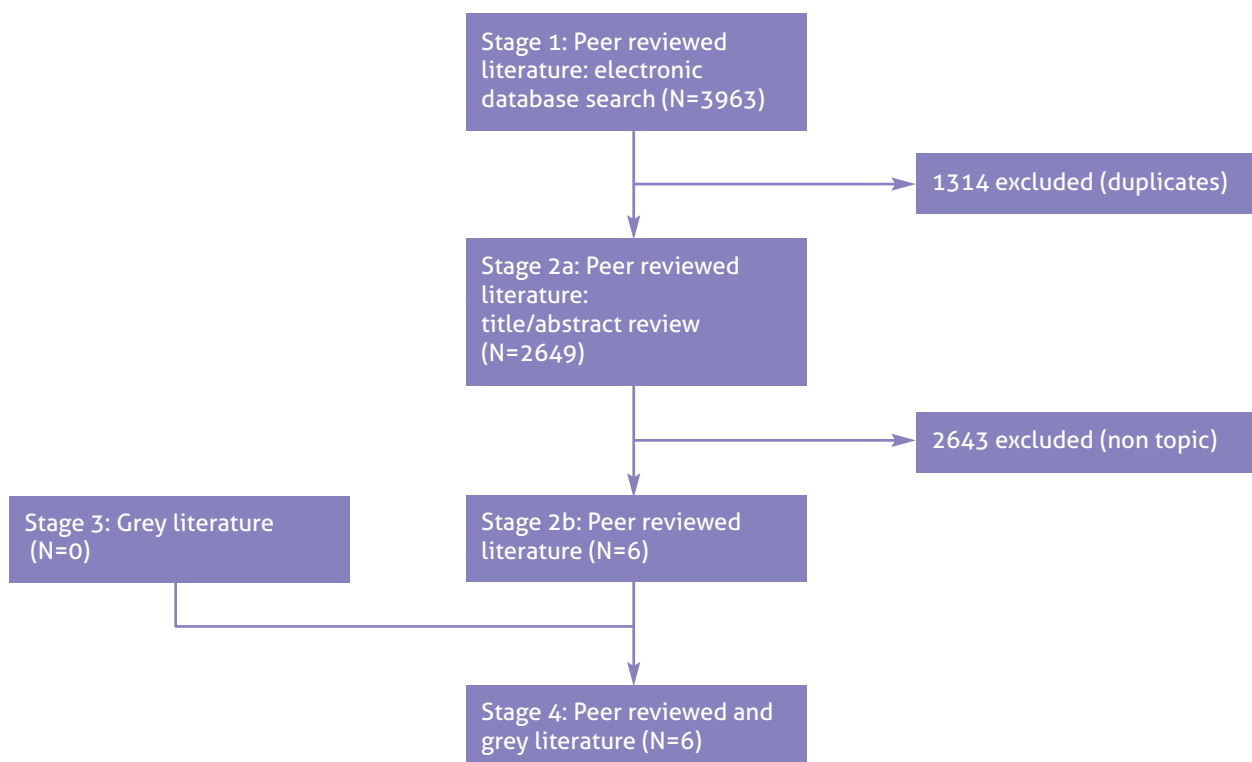 Stage 1: Peer reviewed
literature: electronic
database search (N=3963)
1314 excluded (duplicates)
Stage 2a: Peer reviewed
literature:
title/abstract review
(N=2649)
2643 excluded (non topic)
Stage 3: Grey literature
(N=0)
Stage 2b: Peer reviewed
literature (N=6)
Stage 4: Peer reviewed and
grey literature (N=6)